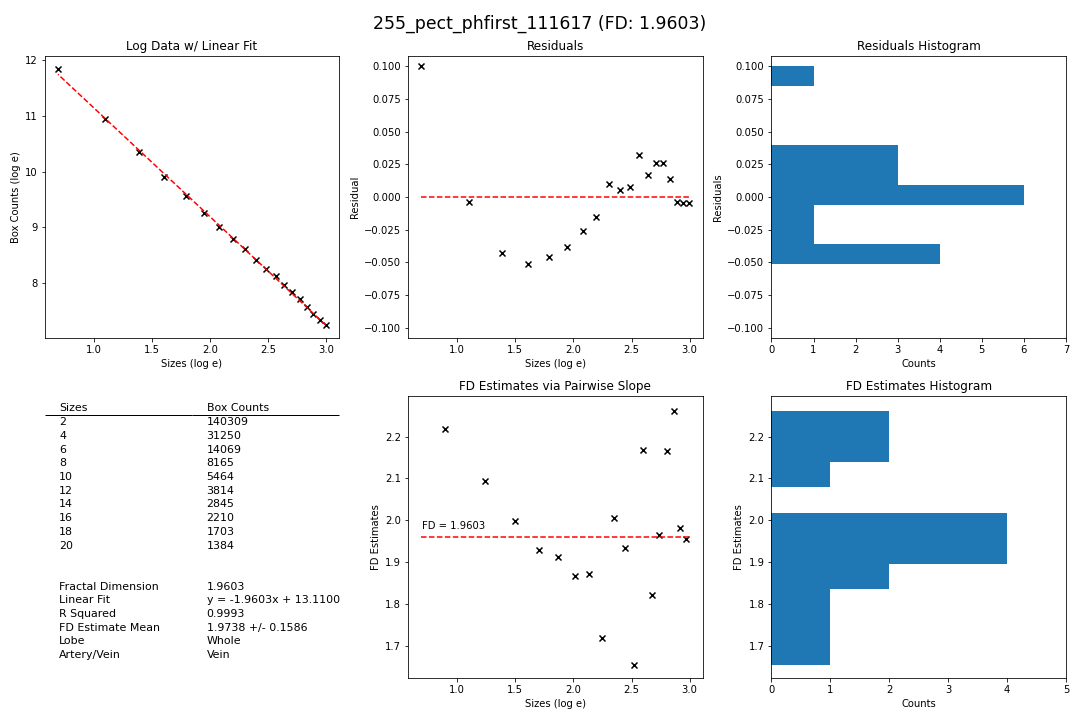 255_pect_phfirst_111617 (FD: 1.9603)
Log Data w/ Linear Fit
12
11
10
9
8
1.0 1.5 2.0 2.5 3.0
Box Counts (log e)
Sizes (log e)
Residuals
0.100
0.075
0.050
0.025
0.000
−0.025
−0.050
−0.075
−0.100
1.0 1.5 2.0 2.5 3.0
Residual
Sizes (log e)
Residuals Histogram
0.100
0.075
0.050
0.025
0.000
−0.025
−0.050
−0.075
−0.100
0 1 2 3 4 5 6 7
Residuals
Counts
Sizes Box Counts
2 140309
4 31250
6 14069
8 8165
10 5464
12 3814
14 2845
16 2210
18 1703
20 1384
Fractal Dimension 1.9603
Linear Fit y = -1.9603x + 13.1100
R Squared 0.9993
FD Estimate Mean 1.9738 +/- 0.1586
Lobe Whole
Artery/Vein Vein
FD Estimates via Pairwise Slope
2.2
2.1
2.0
1.9
1.8
1.7
FD = 1.9603
1.0 1.5 2.0 2.5 3.0
FD Estimates
Sizes (log e)
FD Estimates Histogram
2.2
2.1
2.0
1.9
1.8
1.7
0 1 2 3 4 5
FD Estimates
Counts